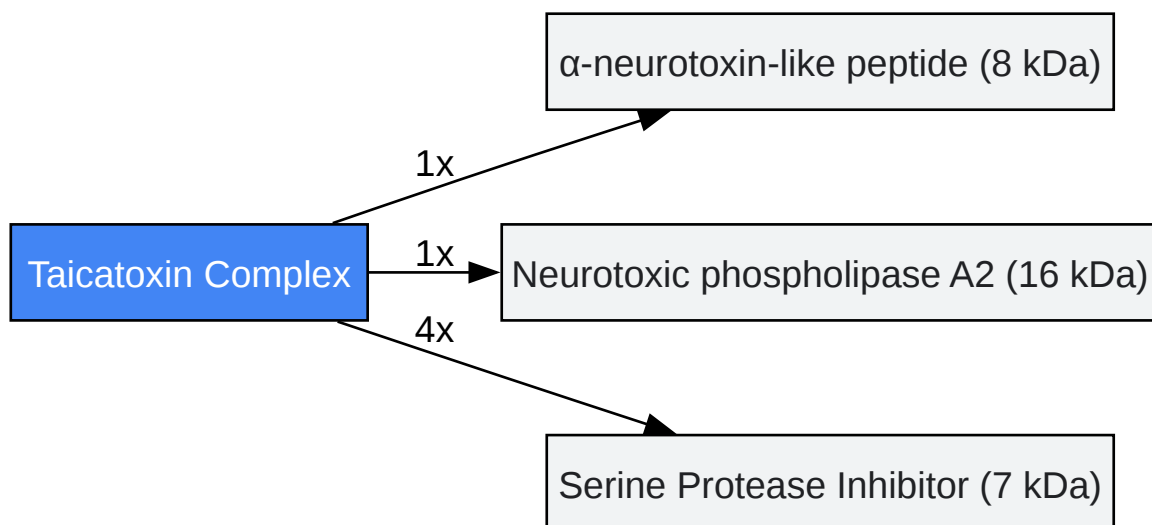 α-neurotoxin-like peptide (8 kDa)
1x
Taicatoxin Complex
1x
Neurotoxic phospholipase A2 (16 kDa)
4x
Serine Protease Inhibitor (7 kDa)